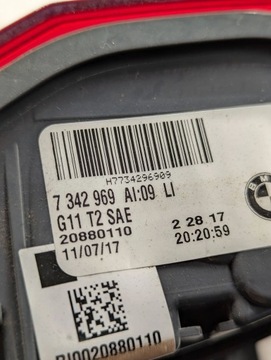 H7734296909
7 342 969 AI:09 LI
G11 T2 SAE
20880110
11/07/17
2 28.17
20:20:59
BMW